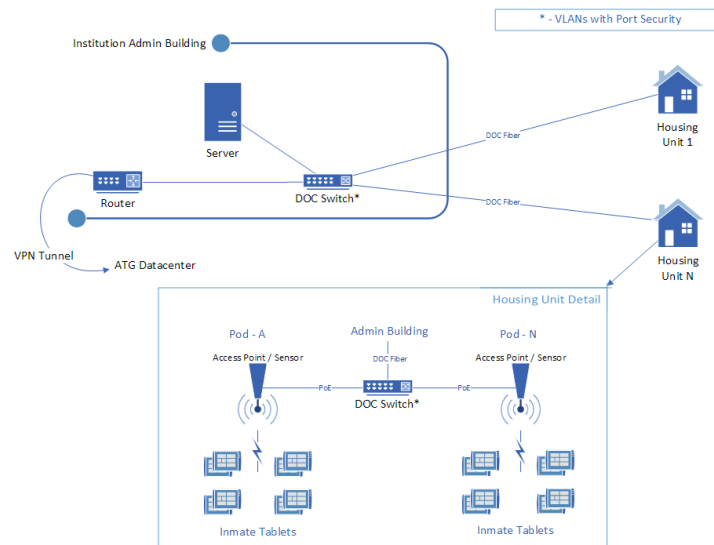 * - VLANs with Port Security
Institution Admin Building
Server
DOC Fiber
Housing
Unit 1
Router
DOC Switch*
DOC Fiber
VPN Tunnel
ATG Datacenter
Housing
Unit N
Housing Unit Detail
Pod - A
Admin Building
Pod - N
Access Point / Sensor
DOC Fiber
Access Point / Sensor
PoE
PoE
DOC Switch*
Inmate Tablets
Inmate Tablets